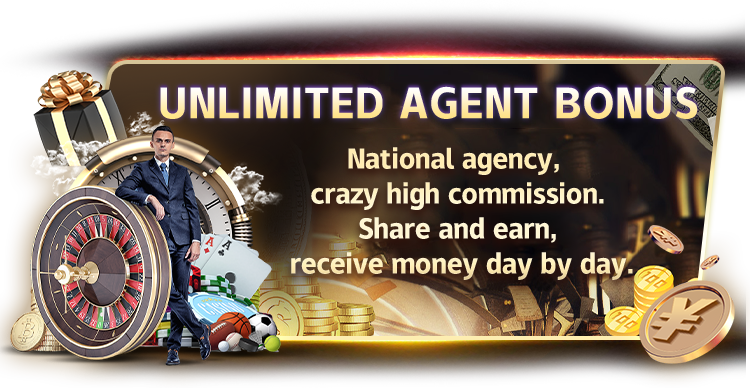 UNLIMITED AGENT BONUS
National agency,
crazy high commission.
Share and earn,
receive money day by day.